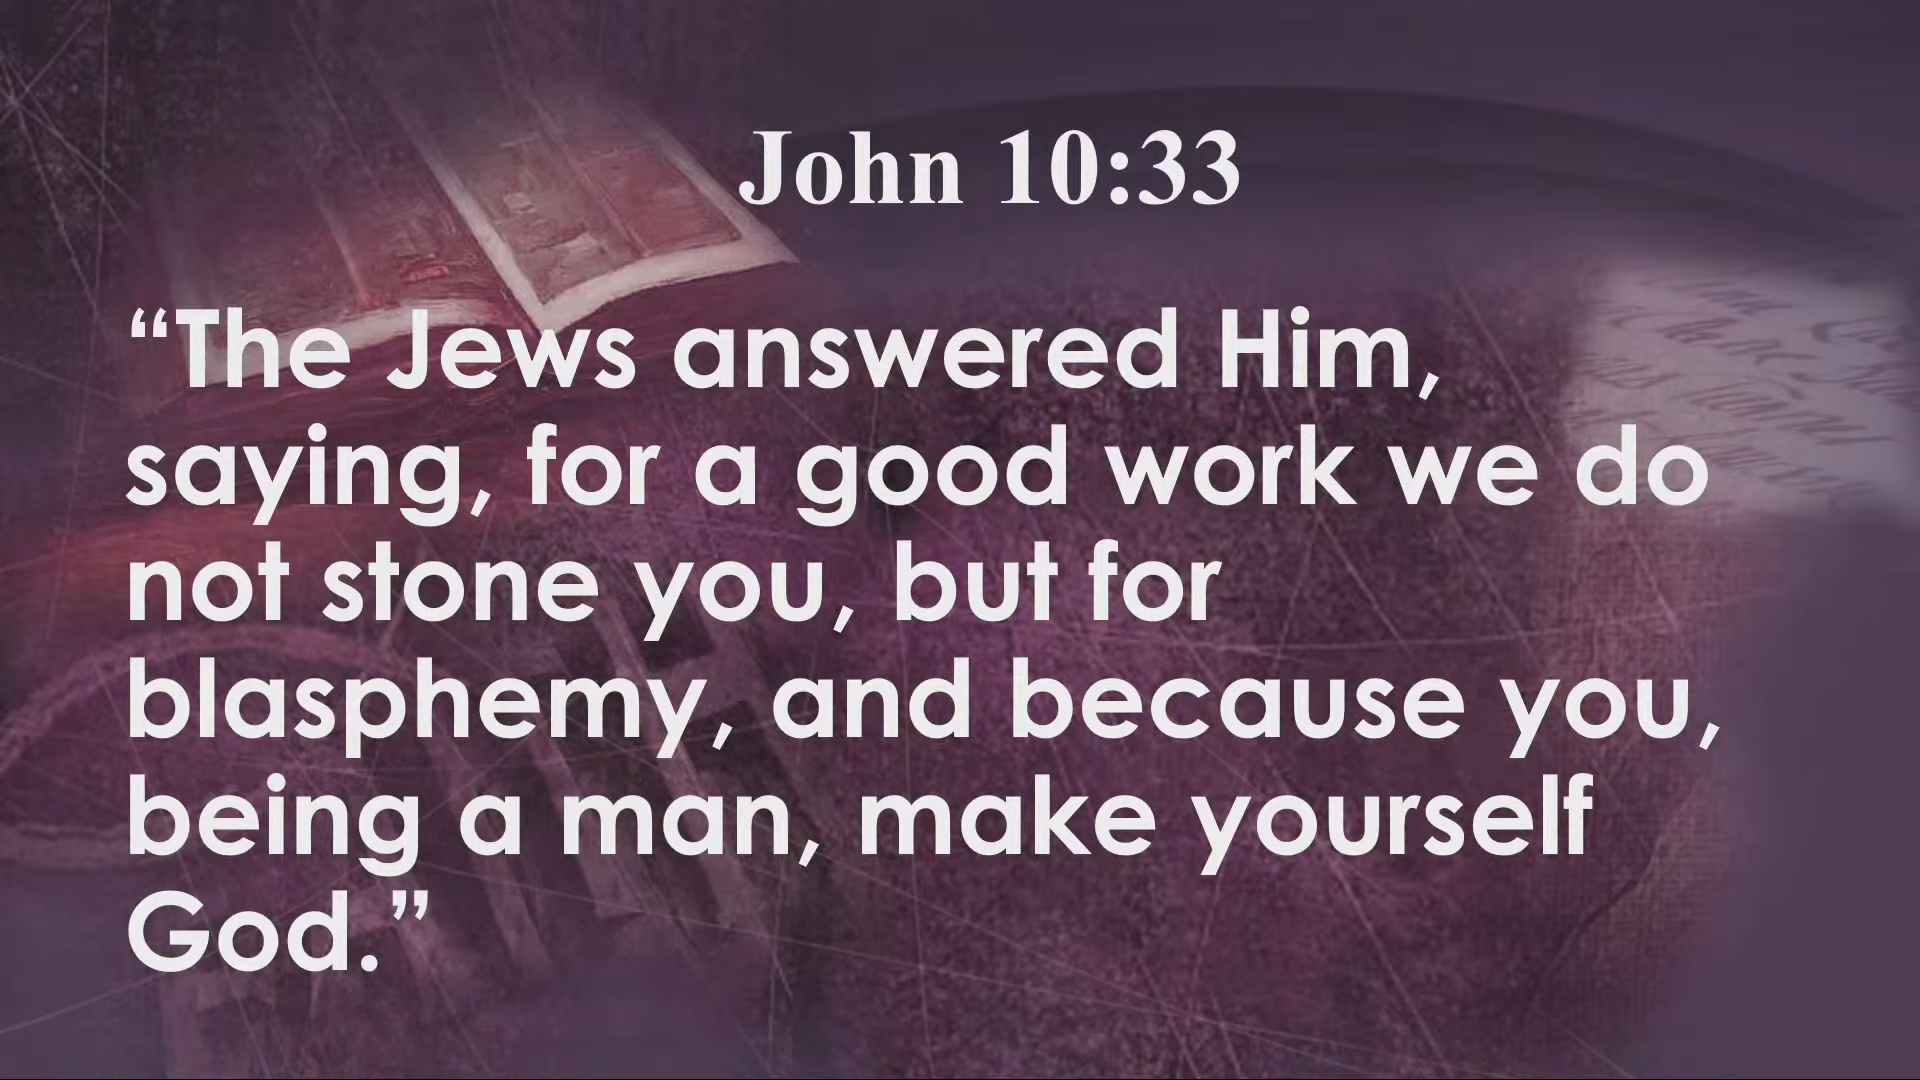 John 10:33
“The Jews answered Him,
saying, for a good work we do
not stone you, but for
blasphemy, and because you,
being a man, make yourself
God.”